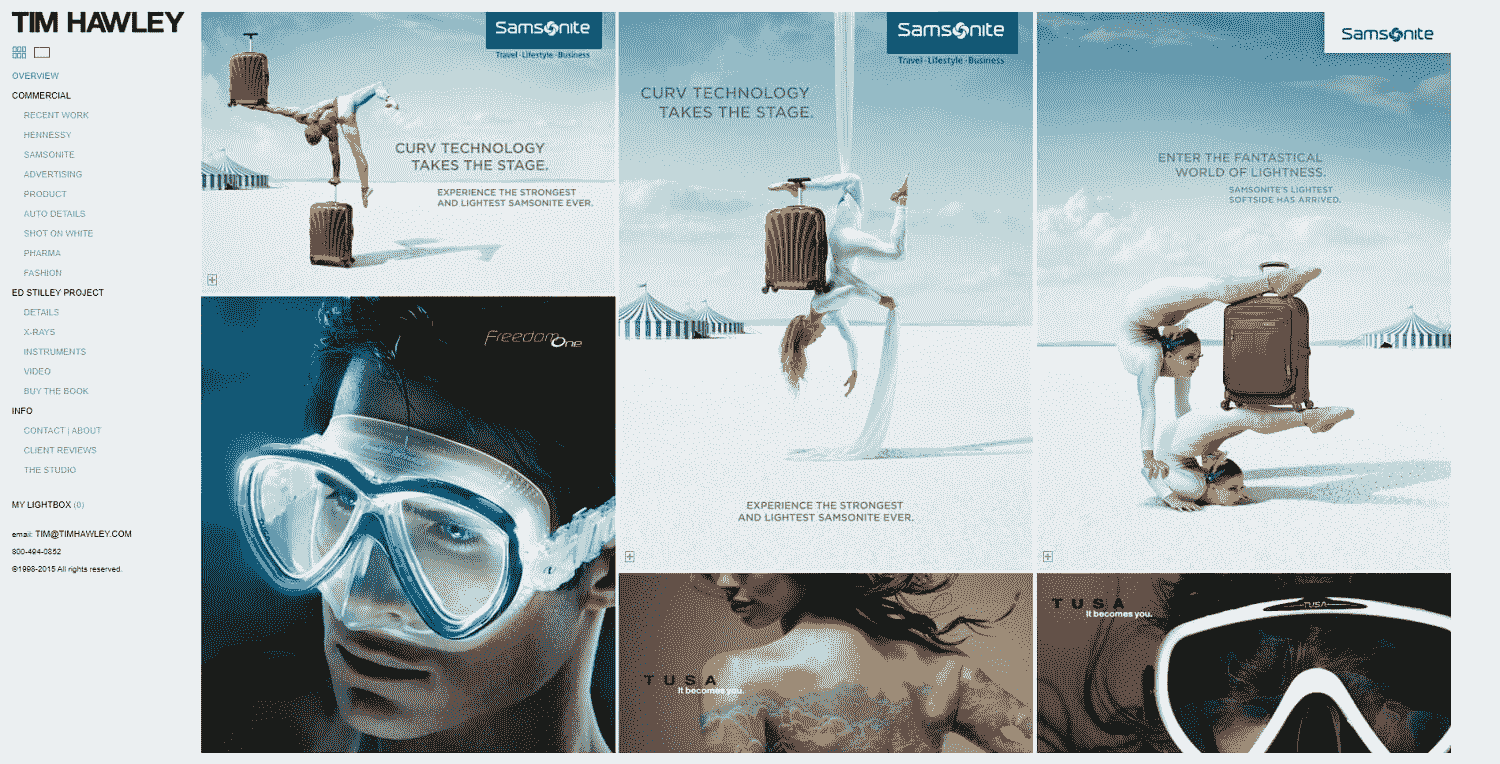 TIM HAWLEY
OVERVIEW
COMMERCIAL
RECENT WORK
HENNESSY
SAMSONITE
ADVERTISING
PRODUCT
AUTO DETAILS
SHOT ON WHITE
PHARMA
FASHION
ED STILLEY PROJECT
DETAILS
X-RAYS
INSTRUMENTS
VIDEO
BUY THE BOOK
INFO
CONTACT | ABOUT
CLIENT REVIEWS
THE STUDIO
MY LIGHTBOX (0)
email: TIM@TIMHAWLEY.COM
800-494-0852
©1998-2015 All rights reserved.
Samsonite
Travel · Lifestyle · Business
CURV TECHNOLOGY
TAKES THE STAGE.
EXPERIENCE THE STRONGEST
AND LIGHTEST SAMSONITE EVER.
Samsonite
Travel · Lifestyle · Business
CURV TECHNOLOGY
TAKES THE STAGE.
EXPERIENCE THE STRONGEST
AND LIGHTEST SAMSONITE EVER.
Samsonite
ENTER THE FANTASTICAL
WORLD OF LIGHTNESS.
SAMSONITE'S LIGHTEST
SOFTSIDE HAS ARRIVED.
Freedom One
TUSA
It becomes you.
TUSA
It becomes you.
TUSA